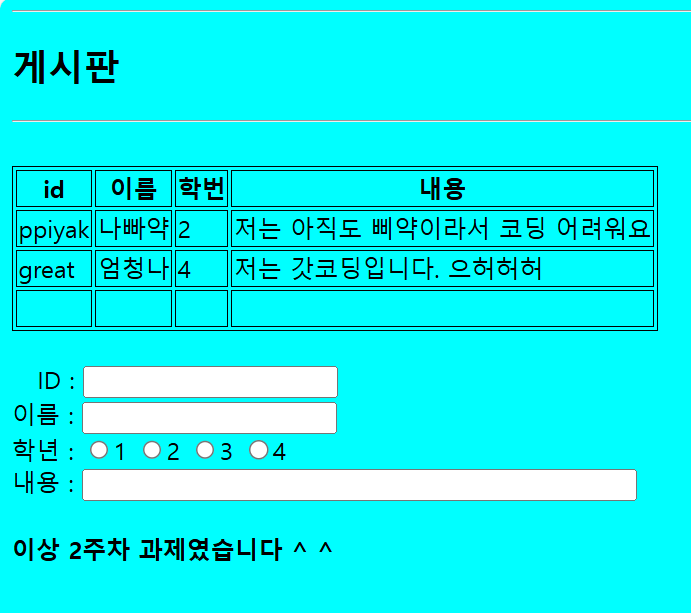 게시판
id 이름 학번 내용
ppiyak 나빠약 2 저는 아직도 삐약이라서 코딩 어려워요
great 엄청나 4 저는 갓코딩입니다. 으허허허
ID :
이름 :
학년 : 1 2 3 4
내용 :
이상 2주차 과제였습니다 ^ ^